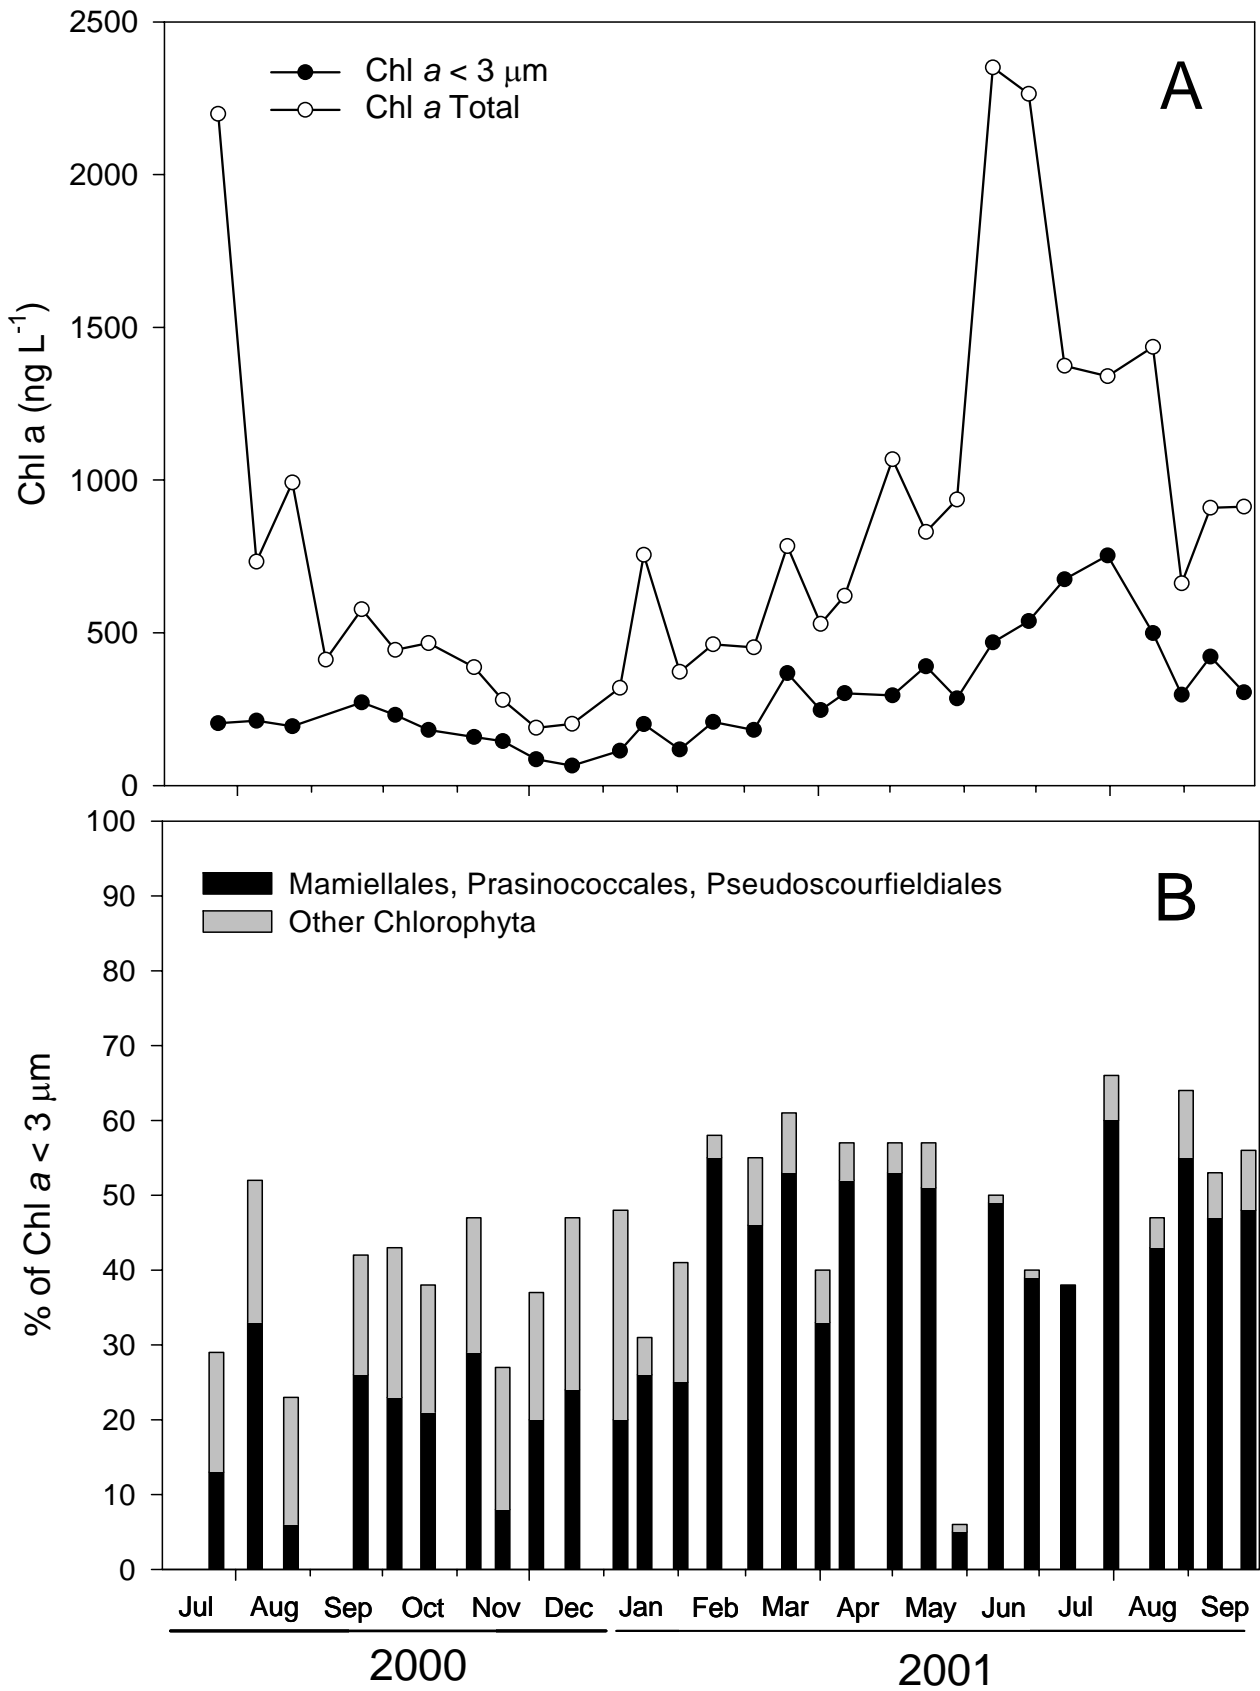 2500
2000
1500
1000
500
0
Chl a (ng L⁻¹)
Chl a < 3 μm
Chl a Total
A
100
90
80
70
60
50
40
30
20
10
0
% of Chl a < 3 μm
Mamiellales, Prasinococcales, Pseudoscourfieldiales
Other Chlorophyta
B
Jul Aug Sep Oct Nov Dec Jan Feb Mar Apr May Jun Jul Aug Sep
2000 2001